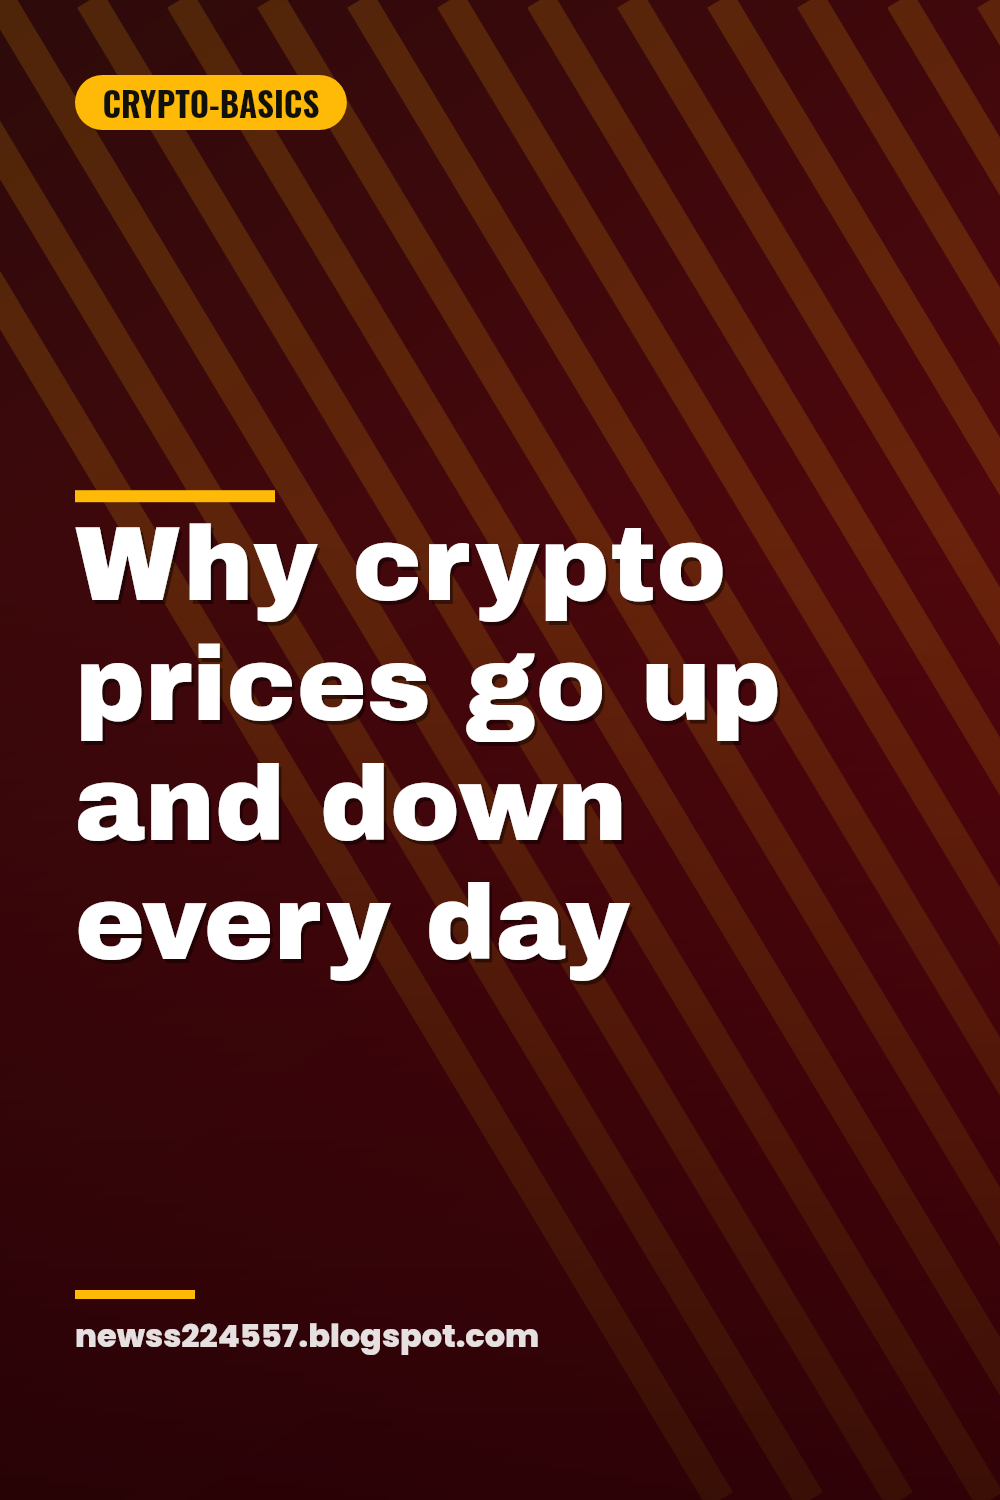 CRYPTO-BASICS
Why crypto
prices go up
and down
every day
newss224557.blogspot.com